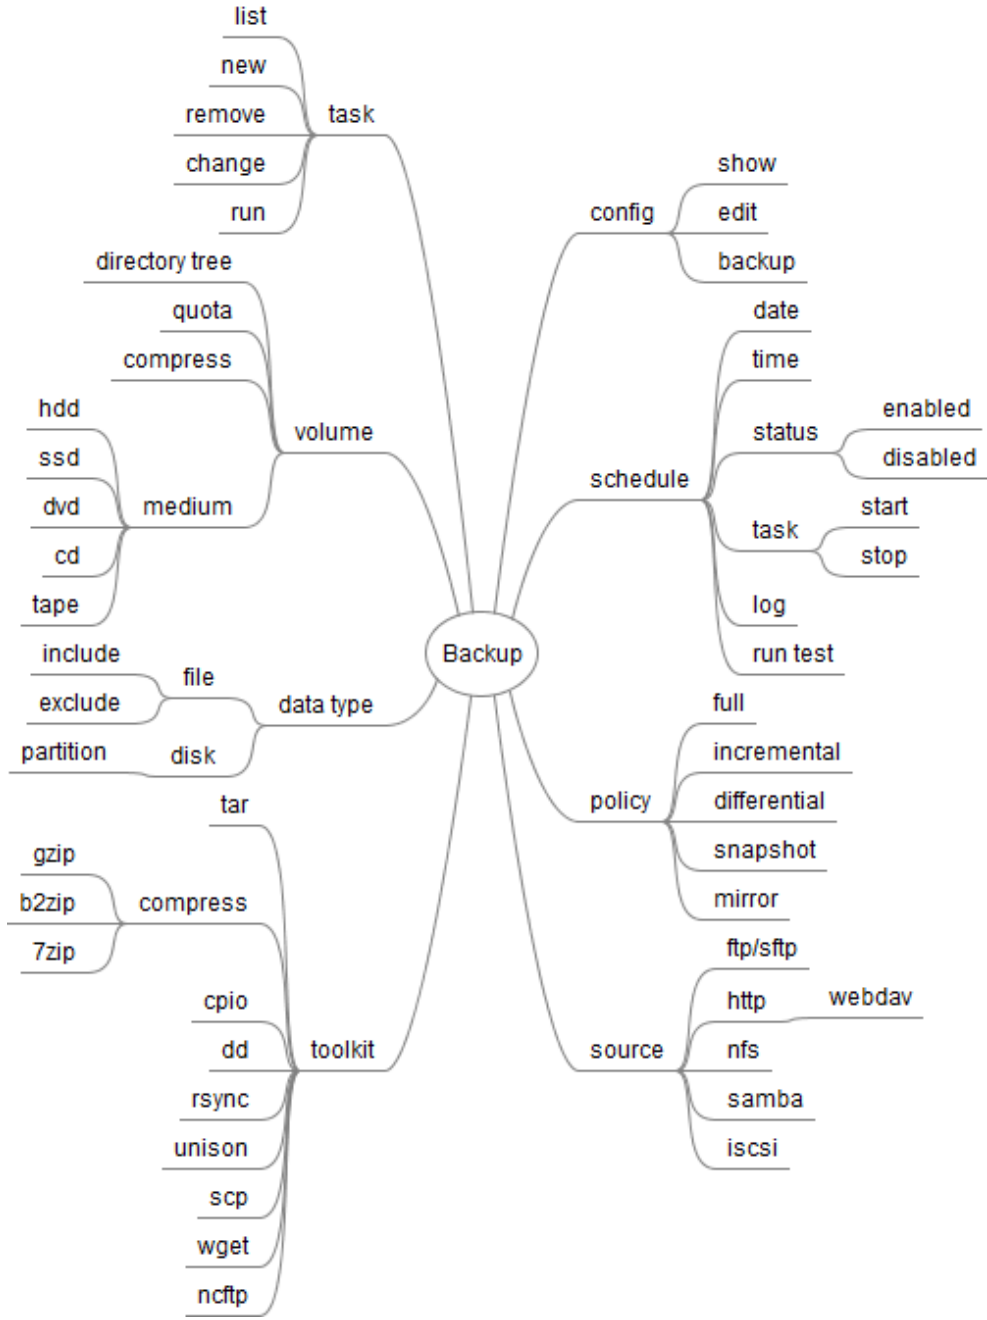 list
new
remove
change
run
task
directory tree
quota
compress
volume
hdd
ssd
dvd
cd
tape
medium
include
exclude
file
partition
disk
data type
tar
gzip
b2zip
7zip
compress
cpio
dd
rsync
unison
scp
wget
ncftp
toolkit
Backup
config
show
edit
backup
schedule
date
time
status
enabled
disabled
task
start
stop
log
run test
policy
full
incremental
differential
snapshot
mirror
source
ftp/sftp
http
webdav
nfs
samba
iscsi